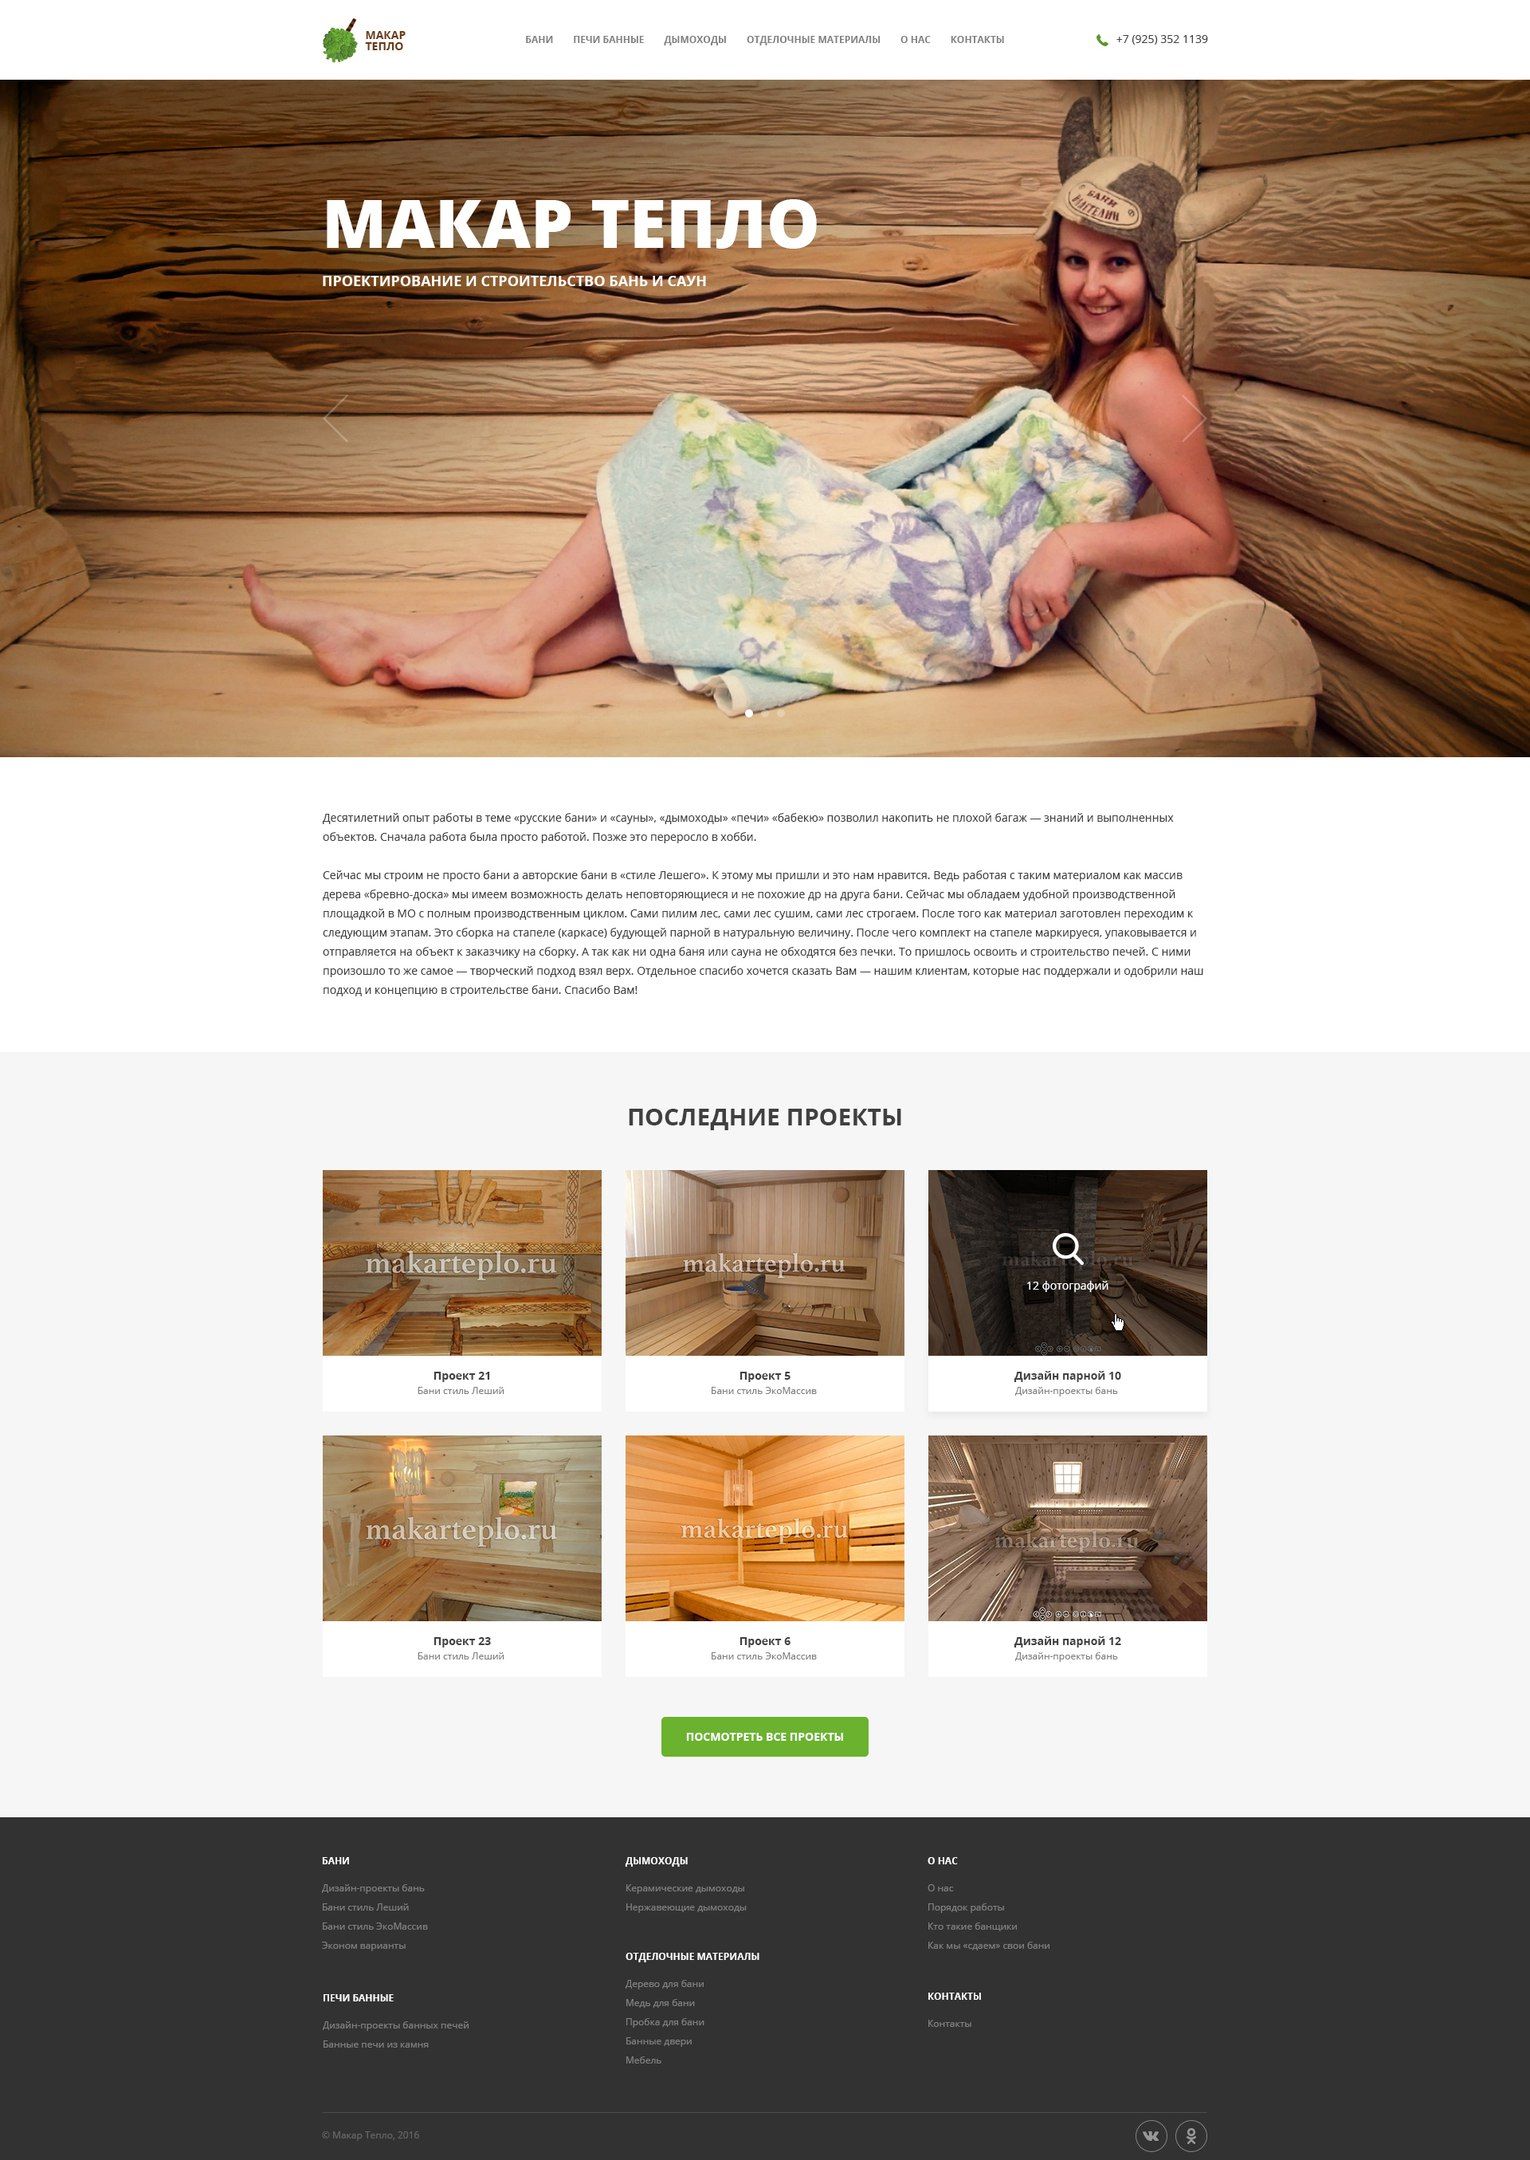 МАКАР
ТЕПЛО
БАНИ ПЕЧИ БАННЫЕ ДЫМОХОДЫ ОТДЕЛОЧНЫЕ МАТЕРИАЛЫ О НАС КОНТАКТЫ
+7 (925) 352 1139
МАКАР ТЕПЛО
ПРОЕКТИРОВАНИЕ И СТРОИТЕЛЬСТВО БАНЬ И САУН
Десятилетний опыт работы в теме «русские бани» и «сауны», «дымоходы» «печи» «бабекю» позволил накопить не плохой багаж — знаний и выполненных
объектов. Сначала работа была просто работой. Позже это переросло в хобби.
Сейчас мы строим не просто бани а авторские бани в «стиле Лешего». К этому мы пришли и это нам нравится. Ведь работая с таким материалом как массив
дерева «бревно-доска» мы имеем возможность делать неповторяющиеся и не похожие др на друга бани. Сейчас мы обладаем удобной производственной
площадкой в МО с полным производственным циклом. Сами пилим лес, сами лес сушим, сами лес строгаем. После того как материал заготовлен переходим к
следующим этапам. Это сборка на стапеле (каркасе) будующей парной в натуральную величину. После чего комплект на стапеле маркируеся, упаковывается и
отправляется на объект к заказчику на сборку. А так как ни одна баня или сауна не обходятся без печки. То пришлось освоить и строительство печей. С ними
произошло то же самое — творческий подход взял верх. Отдельное спасибо хочется сказать Вам — нашим клиентам, которые нас поддержали и одобрили наш
подход и концепцию в строительстве бани. Спасибо Вам!
ПОСЛЕДНИЕ ПРОЕКТЫ
makarteplo.ru
makarteplo.ru
makarteplo.ru
12 фотографий
Проект 21
Бани стиль Леший
Проект 5
Бани стиль ЭкоМассив
Дизайн парной 10
Дизайн-проекты бань
makarteplo.ru
makarteplo.ru
makarteplo.ru
Проект 23
Бани стиль Леший
Проект 6
Бани стиль ЭкоМассив
Дизайн парной 12
Дизайн-проекты бань
ПОСМОТРЕТЬ ВСЕ ПРОЕКТЫ
БАНИ
Дизайн-проекты бань
Бани стиль Леший
Бани стиль ЭкоМассив
Эконом варианты
ПЕЧИ БАННЫЕ
Дизайн-проекты банных печей
Банные печи из камня
ДЫМОХОДЫ
Керамические дымоходы
Нержавеющие дымоходы
ОТДЕЛОЧНЫЕ МАТЕРИАЛЫ
Дерево для бани
Медь для бани
Пробка для бани
Банные двери
Мебель
О НАС
О нас
Порядок работы
Кто такие банщики
Как мы «сдаем» свои бани
КОНТАКТЫ
Контакты
© Макар Тепло, 2016